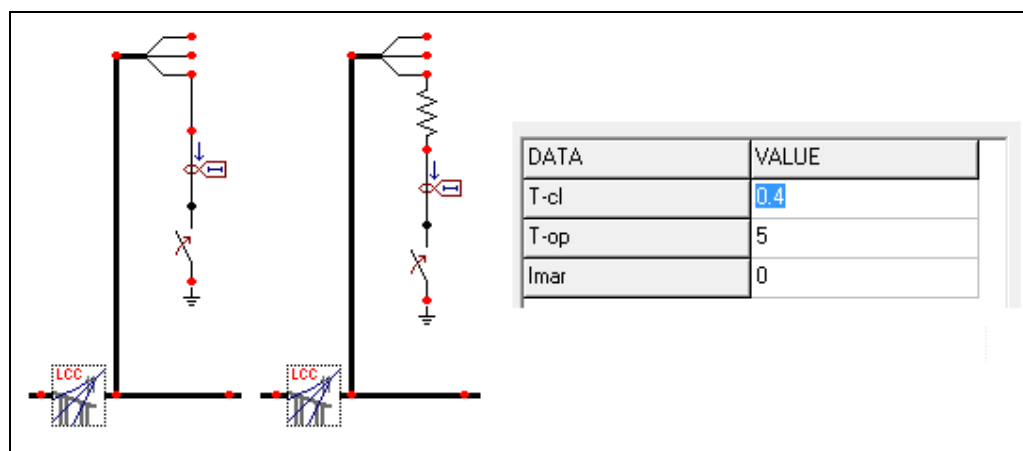 I
I
LCC
LCC
DATA VALUE
T-cl 0.4
T-op 5
Imar 0